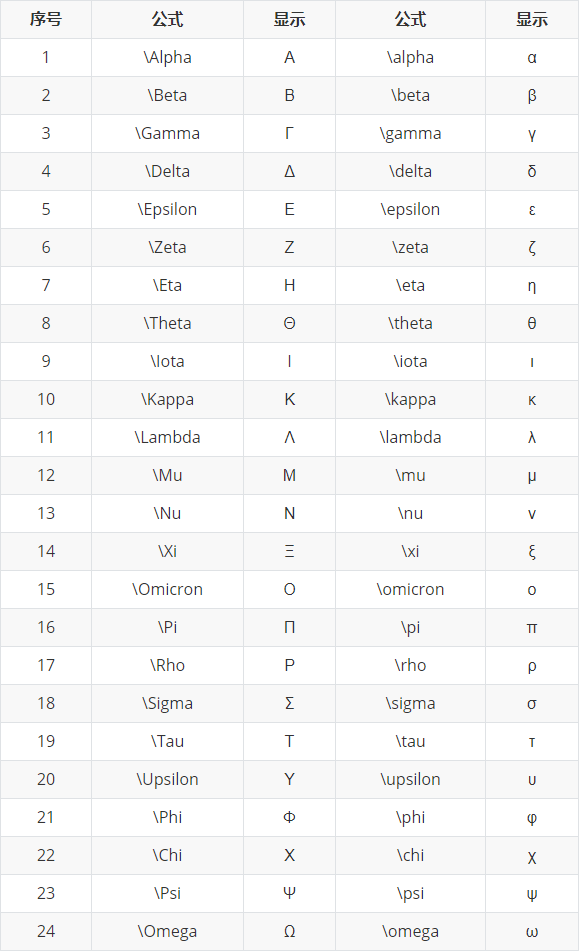 序号 公式 显示 公式 显示
1 \Alpha Α \alpha α
2 \Beta Β \beta β
3 \Gamma Γ \gamma γ
4 \Delta Δ \delta δ
5 \Epsilon Ε \epsilon ε
6 \Zeta Ζ \zeta ζ
7 \Eta Η \eta η
8 \Theta Θ \theta θ
9 \Iota Ι \iota ι
10 \Kappa Κ \kappa κ
11 \Lambda Λ \lambda λ
12 \Mu Μ \mu μ
13 \Nu Ν \nu ν
14 \Xi Ξ \xi ξ
15 \Omicron Ο \omicron ο
16 \Pi Π \pi π
17 \Rho Ρ \rho ρ
18 \Sigma Σ \sigma σ
19 \Tau Τ \tau τ
20 \Upsilon Υ \upsilon υ
21 \Phi Φ \phi φ
22 \Chi Χ \chi χ
23 \Psi Ψ \psi ψ
24 \Omega Ω \omega ω